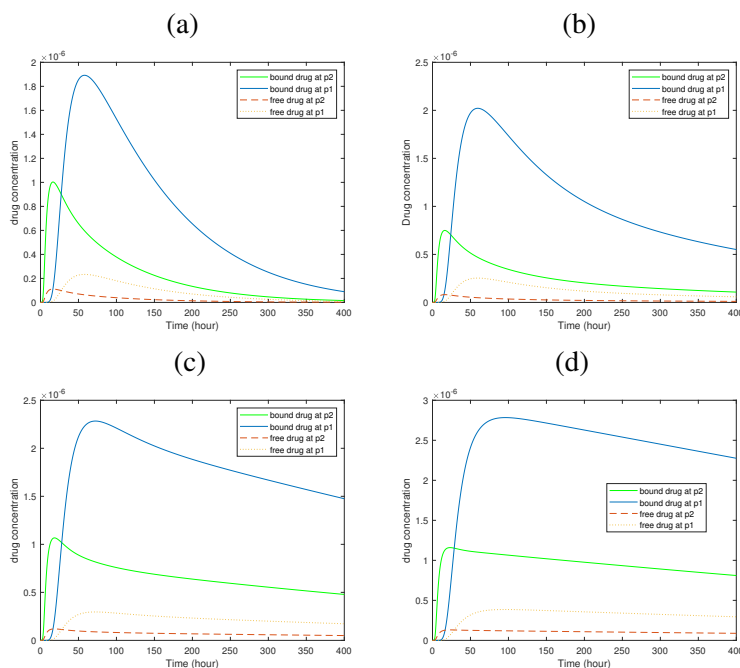 (a)
×10⁻⁶
2
1.8
1.6
1.4
1.2
1
0.8
0.6
0.4
0.2
0
drug concentration
bound drug at p2
bound drug at p1
free drug at p2
free drug at p1
0 50 100 150 200 250 300 350 400
Time (hour)
(b)
×10⁻⁶
2.5
2
1.5
1
0.5
0
Drug concentration
bound drug at p2
bound drug at p1
free drug at p2
free drug at p1
0 50 100 150 200 250 300 350 400
Time (hour)
(c)
×10⁻⁶
2.5
2
1.5
1
0.5
0
drug concentration
bound drug at p2
bound drug at p1
free drug at p2
free drug at p1
0 50 100 150 200 250 300 350 400
Time (hour)
(d)
×10⁻⁶
3
2.5
2
1.5
1
0.5
0
drug concentration
bound drug at p2
bound drug at p1
free drug at p2
free drug at p1
0 50 100 150 200 250 300 350 400
Time (hour)